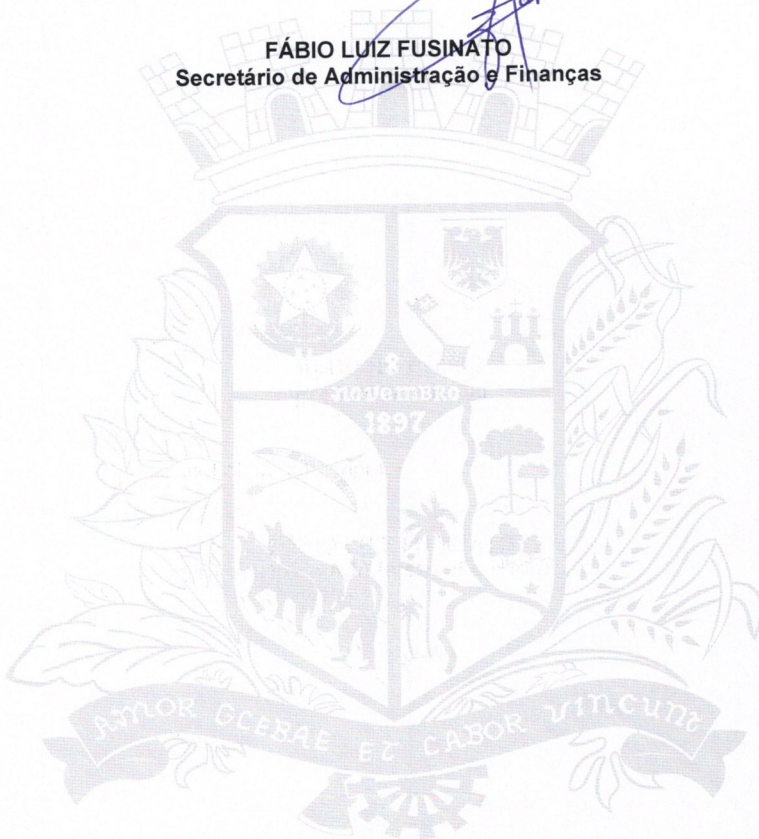 FÁBIO LUIZ FUSINATO
Secretário de Administração e Finanças
8
NOVEMBRO
1897
AMOR GLEBAE ET LABOR VINCUNT